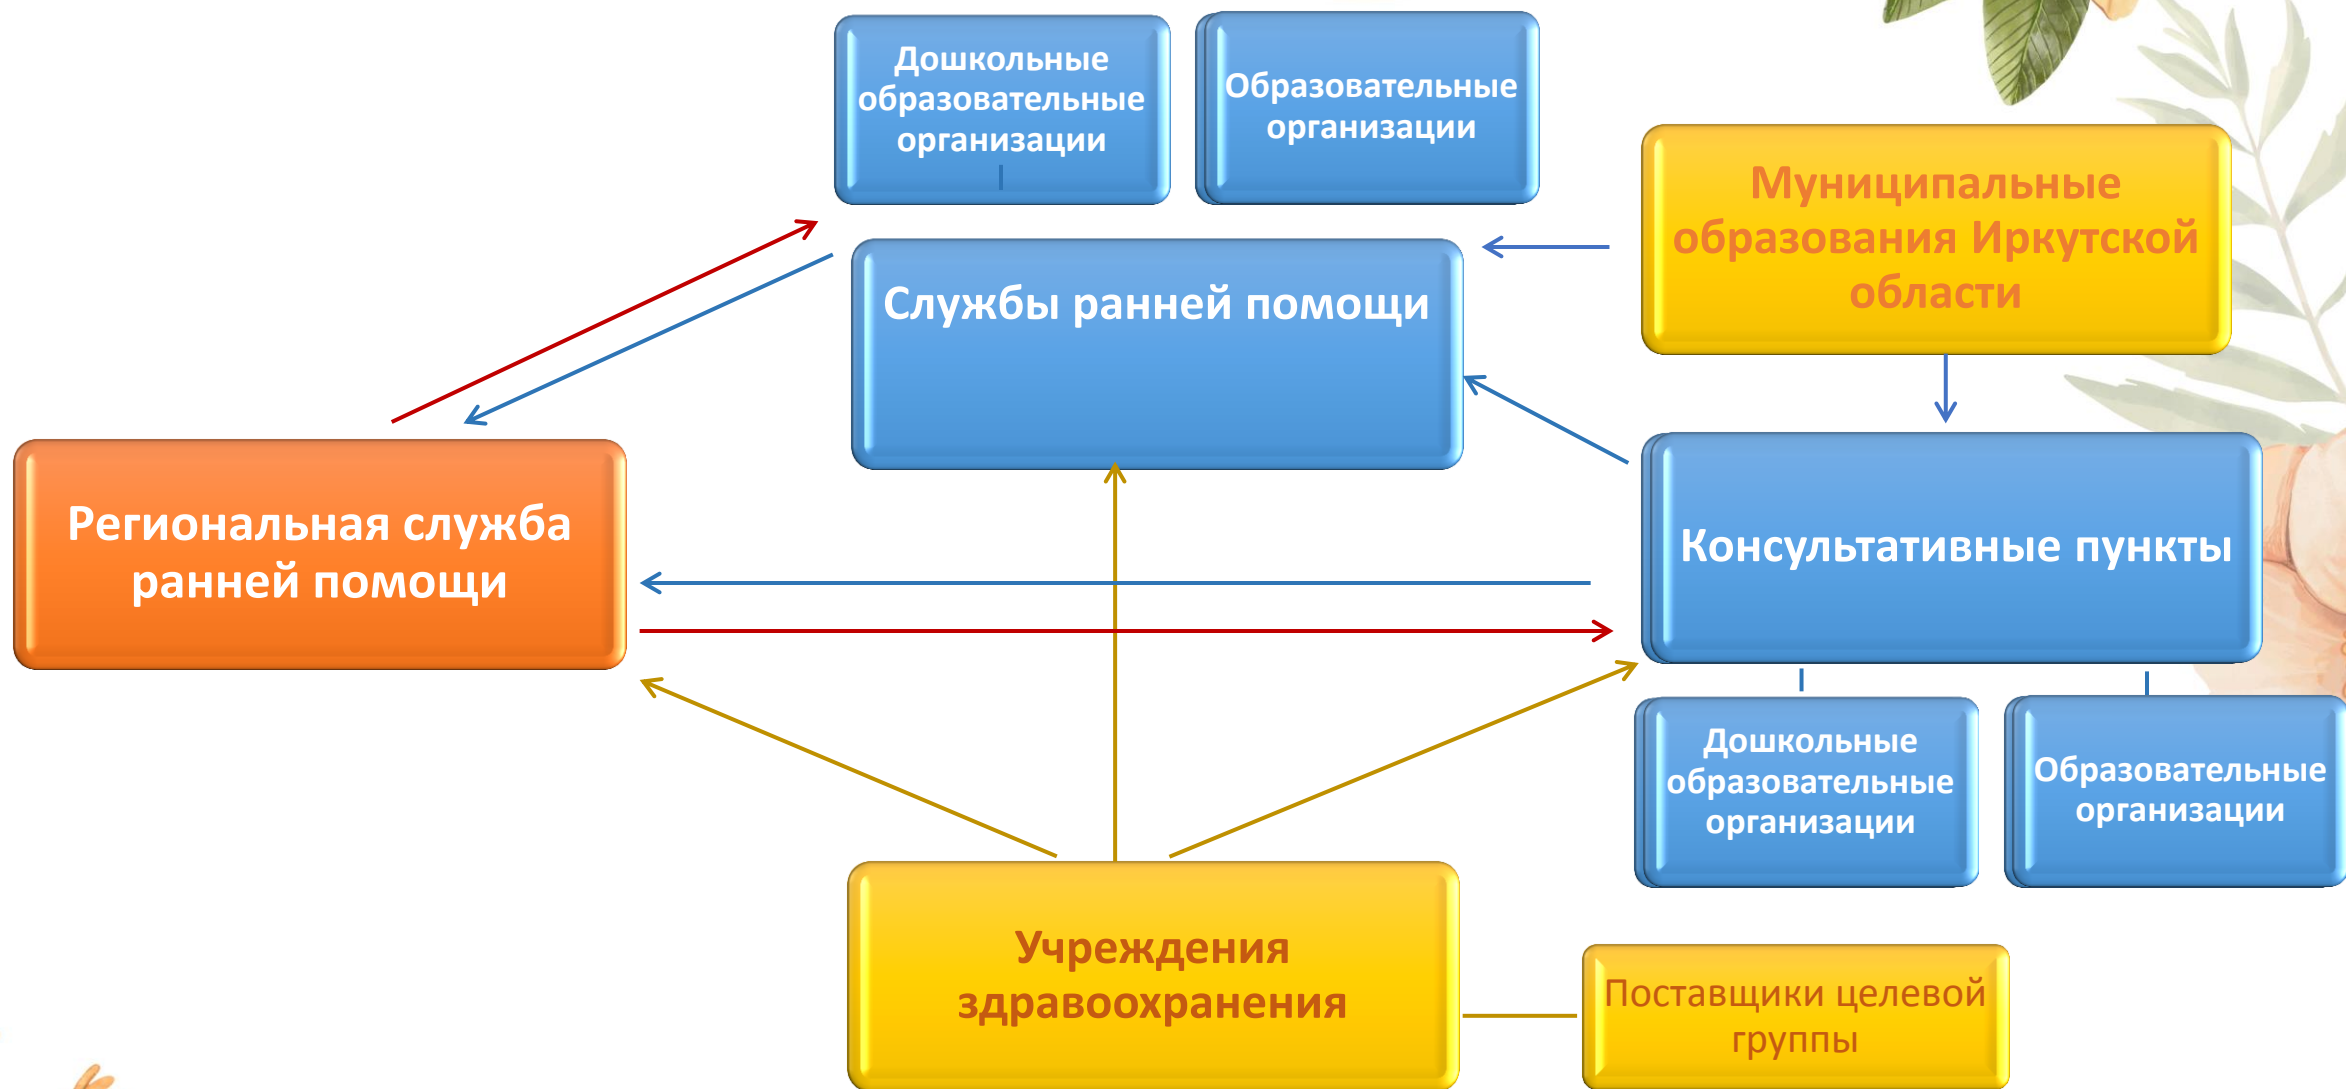 Дошкольные
образовательные
организации
Образовательные
организации
Муниципальные
образования Иркутской
области
Службы ранней помощи
Региональная служба
ранней помощи
Консультативные пункты
Дошкольные
образовательные
организации
Образовательные
организации
Учреждения
здравоохранения
Поставщики целевой
группы